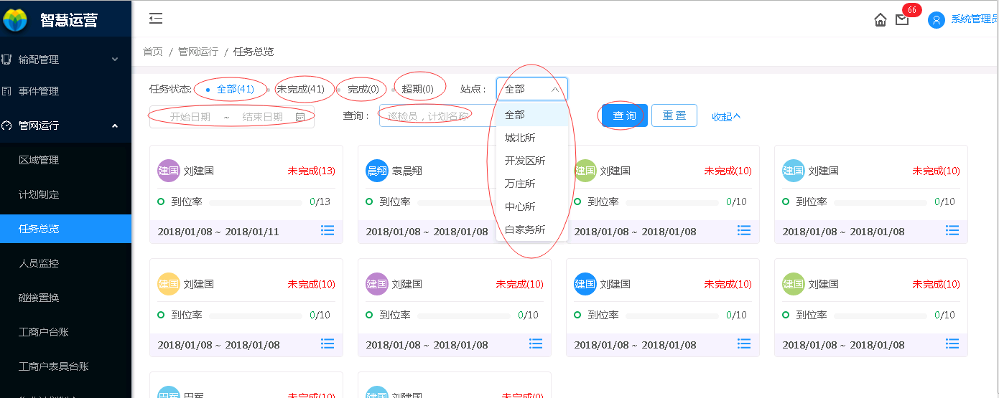 智慧运营
66
系统管理员
输配管理
事件管理
管网运行
区域管理
计划制定
任务总览
人员监控
碰接置换
工商户台账
工商户表具台账
首页 / 管网运行 / 任务总览
任务状态: 全部(41) 未完成(41) 完成(0) 超期(0) 站点： 全部
开始日期 ~ 结束日期 查询： 巡检员，计划名称 查 询 重 置 收起
全部
城北所
开发区所
万庄所
中心所
白家务所
建国 刘建国 未完成(13)
到位率 0/13
2018/01/08 ~ 2018/01/11
晨翔 袁晨翔
到位率
2018/01/08 ~ 2018/01/08
建国 刘建国 未完成(10)
到位率 0/10
2018/01/08 ~ 2018/01/08
建国 刘建国 未完成(10)
到位率 0/10
2018/01/08 ~ 2018/01/08
建国 刘建国 未完成(10)
到位率 0/10
2018/01/08 ~ 2018/01/08
建国 刘建国 未完成(10)
到位率 0/10
2018/01/08 ~ 2018/01/08
建国 刘建国 未完成(10)
到位率 0/10
2018/01/08 ~ 2018/01/08
建国 刘建国 未完成(10)
到位率 0/10
2018/01/08 ~ 2018/01/08
田军 田军 未完成(10)
建国 刘建国 未完成(0)